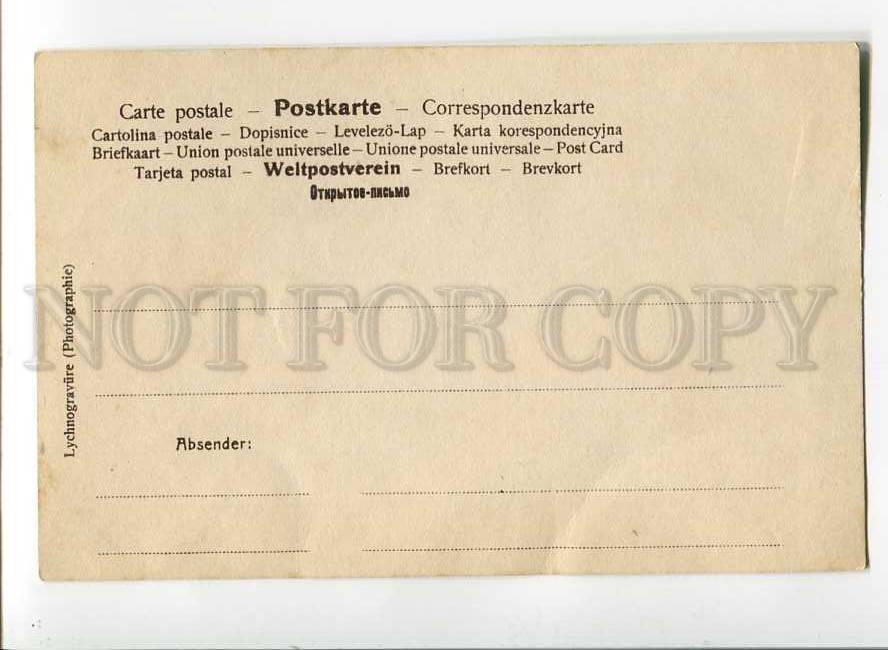 Carte postale – Postkarte – Correspondenzkarte
Cartolina postale – Dopisnice – Levelezö-Lap – Karta korespondencyjna
Briefkaart – Union postale universelle – Unione postale universale – Post Card
Tarjeta postal – Weltpostverein – Brefkort – Brevkort
Открытое-письмо
Lychnogravüre (Photographie)
NOT FOR COPY
Absender: